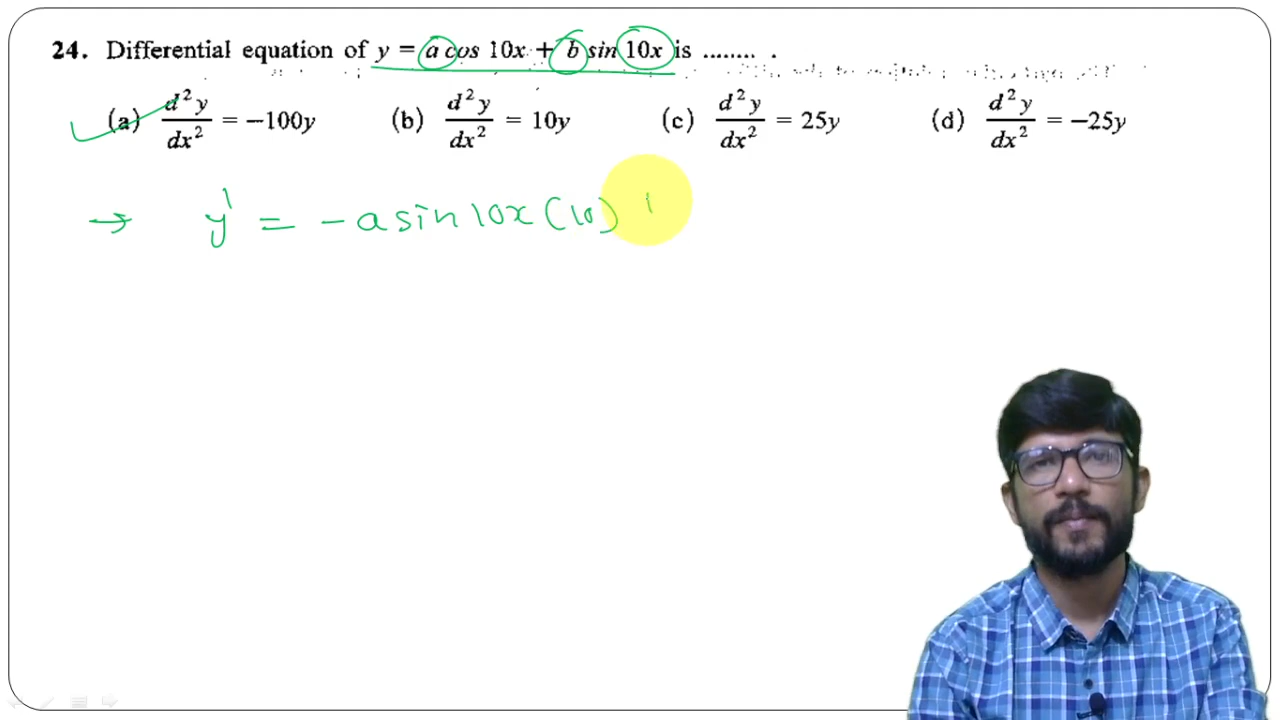 24. Differential equation of y = a cos 10x + b sin 10x is ........ .
(a) d²y/dx² = -100y (b) d²y/dx² = 10y (c) d²y/dx² = 25y (d) d²y/dx² = -25y
→ y' = - a sin 10x (10)